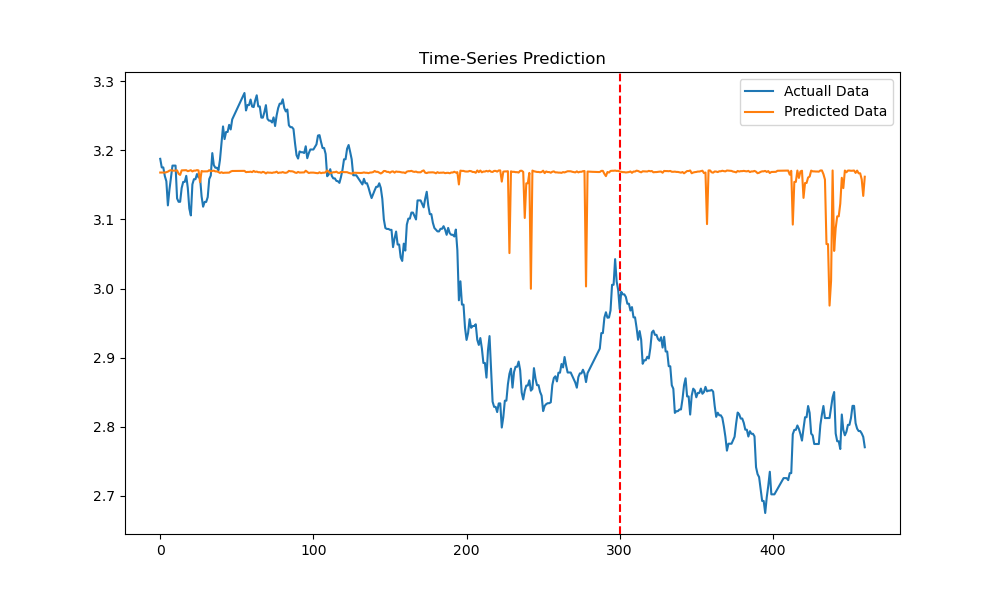 Time-Series Prediction
Actuall Data
Predicted Data
3.3
3.2
3.1
3.0
2.9
2.8
2.7
0 100 200 300 400